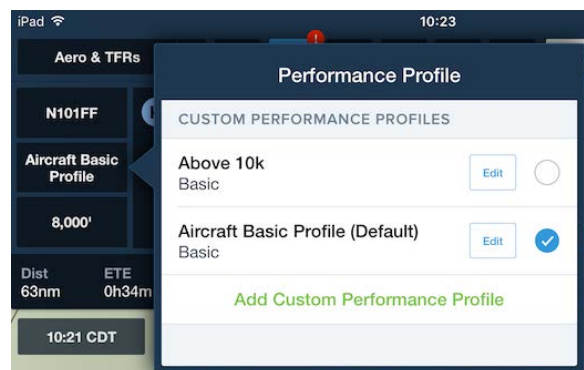 iPad
10:23
Aero & TFRs
Performance Profile
N101FF
CUSTOM PERFORMANCE PROFILES
Aircraft Basic
Profile
Above 10k
Basic
Edit
8,000'
Aircraft Basic Profile (Default)
Basic
Edit
Dist
ETE
63nm
0h34m
Add Custom Performance Profile
10:21 CDT